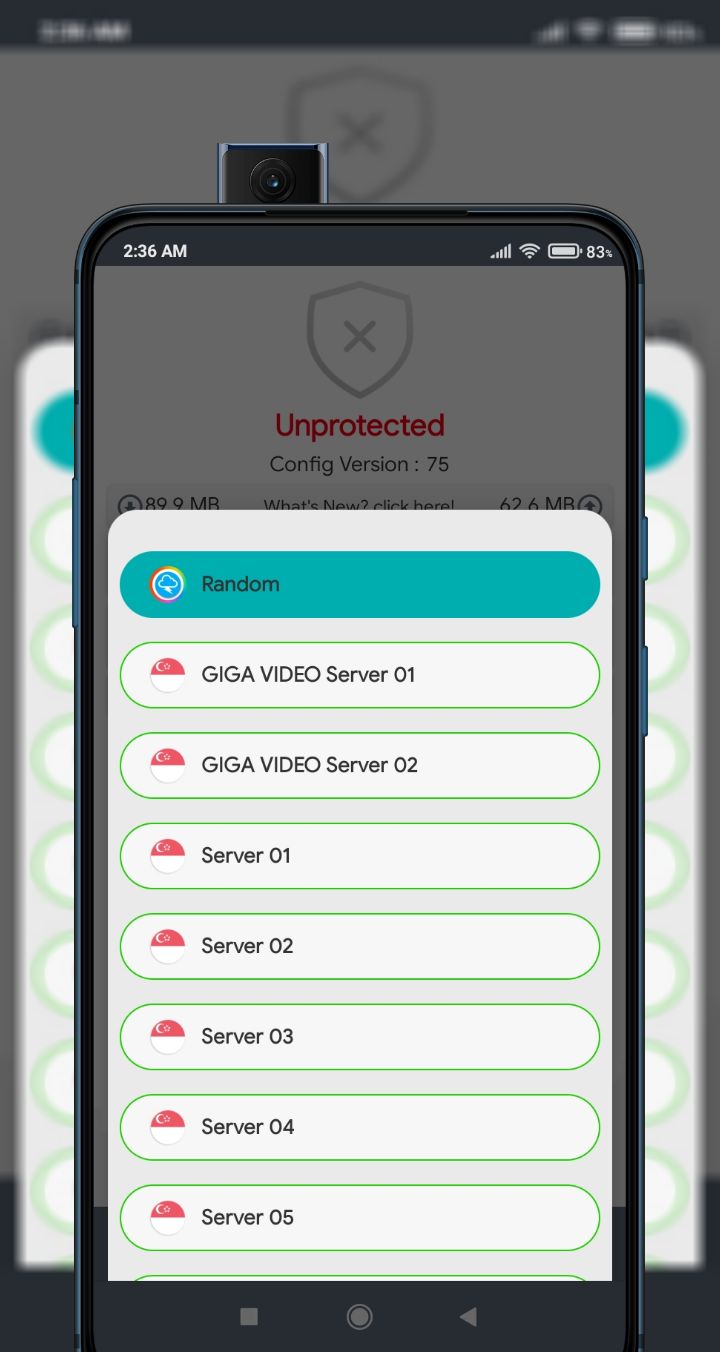 2:36 AM
83%
Unprotected
Config Version : 75
89.9 MB
What's New? click here!
62.6 MB
Random
GIGA VIDEO Server 01
GIGA VIDEO Server 02
Server 01
Server 02
Server 03
Server 04
Server 05